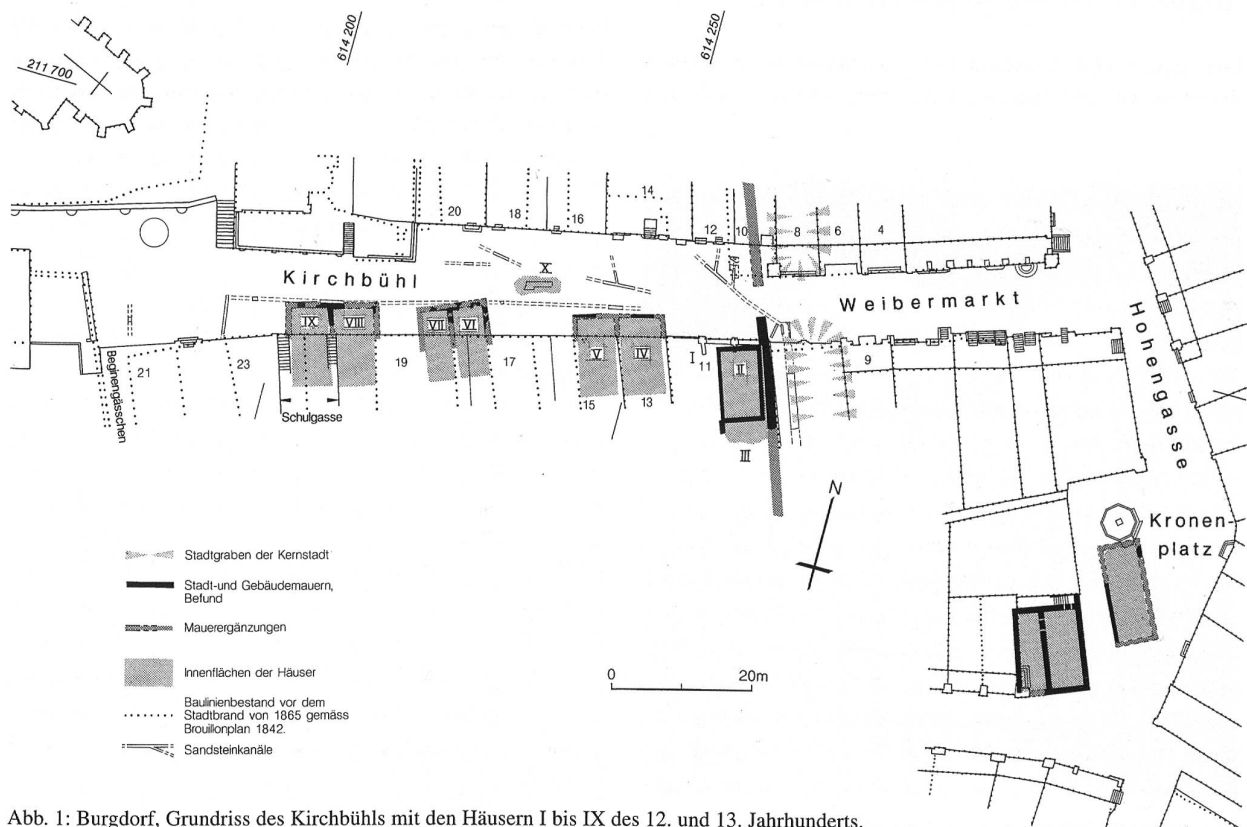 614 200
614 250
211 700
14
20
18
16
12
10
8
6
4
X
Kirchbühl
Weibermarkt
Hohengasse
IX
VIII
VII
VI
V
IV
I
11
II
9
Beginengässchen
21
23
19
17
15
13
Schulgasse
III
N
Kronen-
platz
Stadtgraben der Kernstadt
Stadt-und Gebäudemauern,
Befund
Mauerergänzungen
Innenflächen der Häuser
Baulinienbestand vor dem
Stadtbrand von 1865 gemäss
Brouillonplan 1842.
Sandsteinkanäle
0
20m
Abb. 1: Burgdorf, Grundriss des Kirchbühls mit den Häusern I bis IX des 12. und 13. Jahrhunderts.